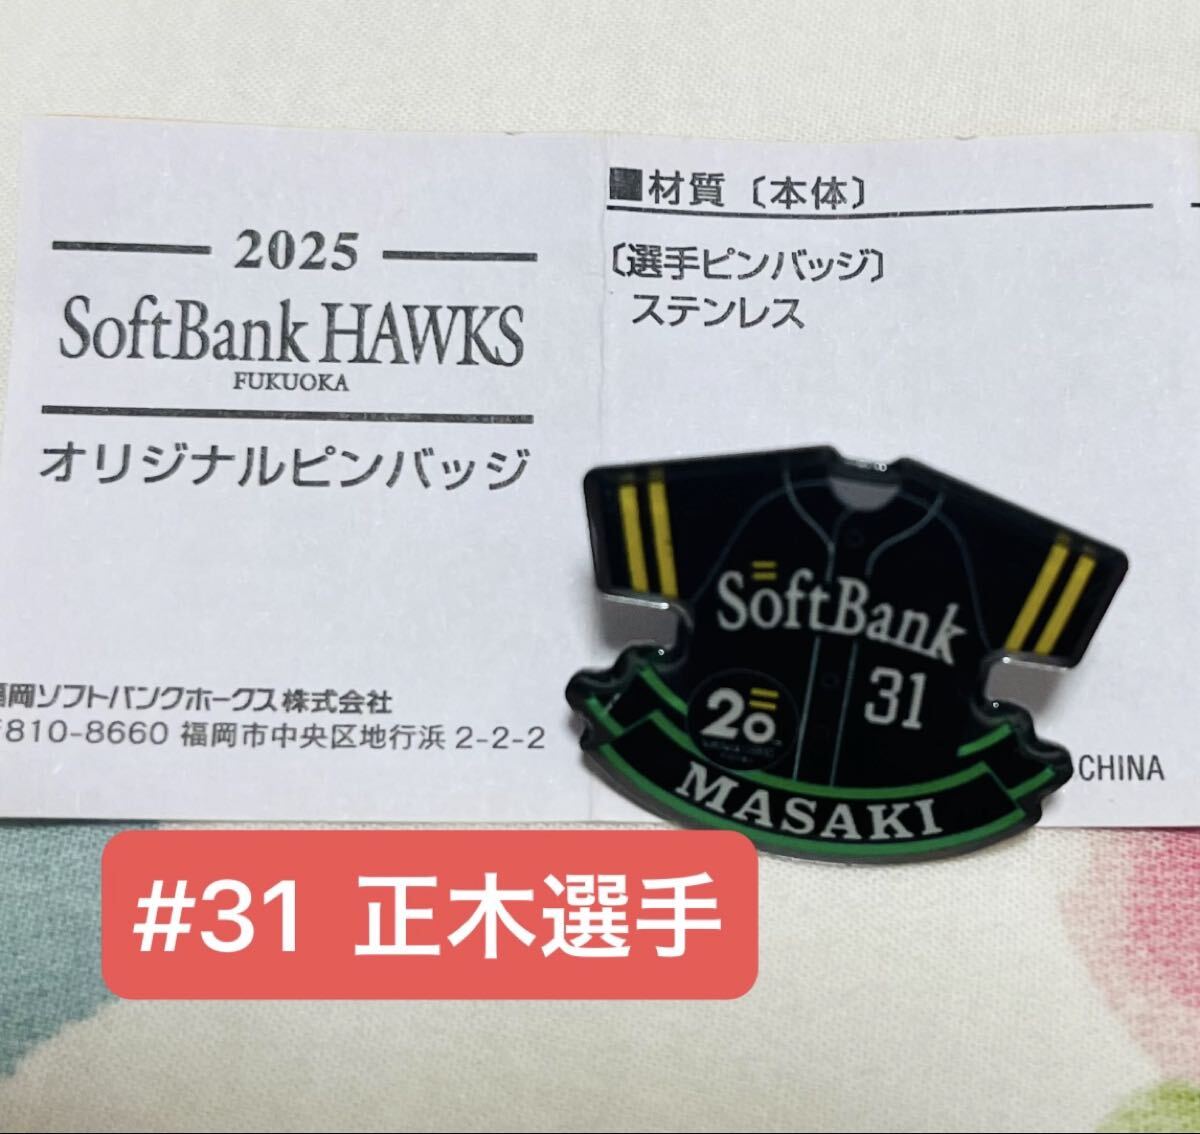 2025
SoftBank HAWKS
FUKUOKA
オリジナルピンバッジ
福岡ソフトバンクホークス株式会社
〒810-8660 福岡市中央区地行浜 2-2-2
■材質〔本体〕
〔選手ピンバッジ〕
ステンレス
CHINA
SoftBank
31
20
MASAKI
#31 正木選手